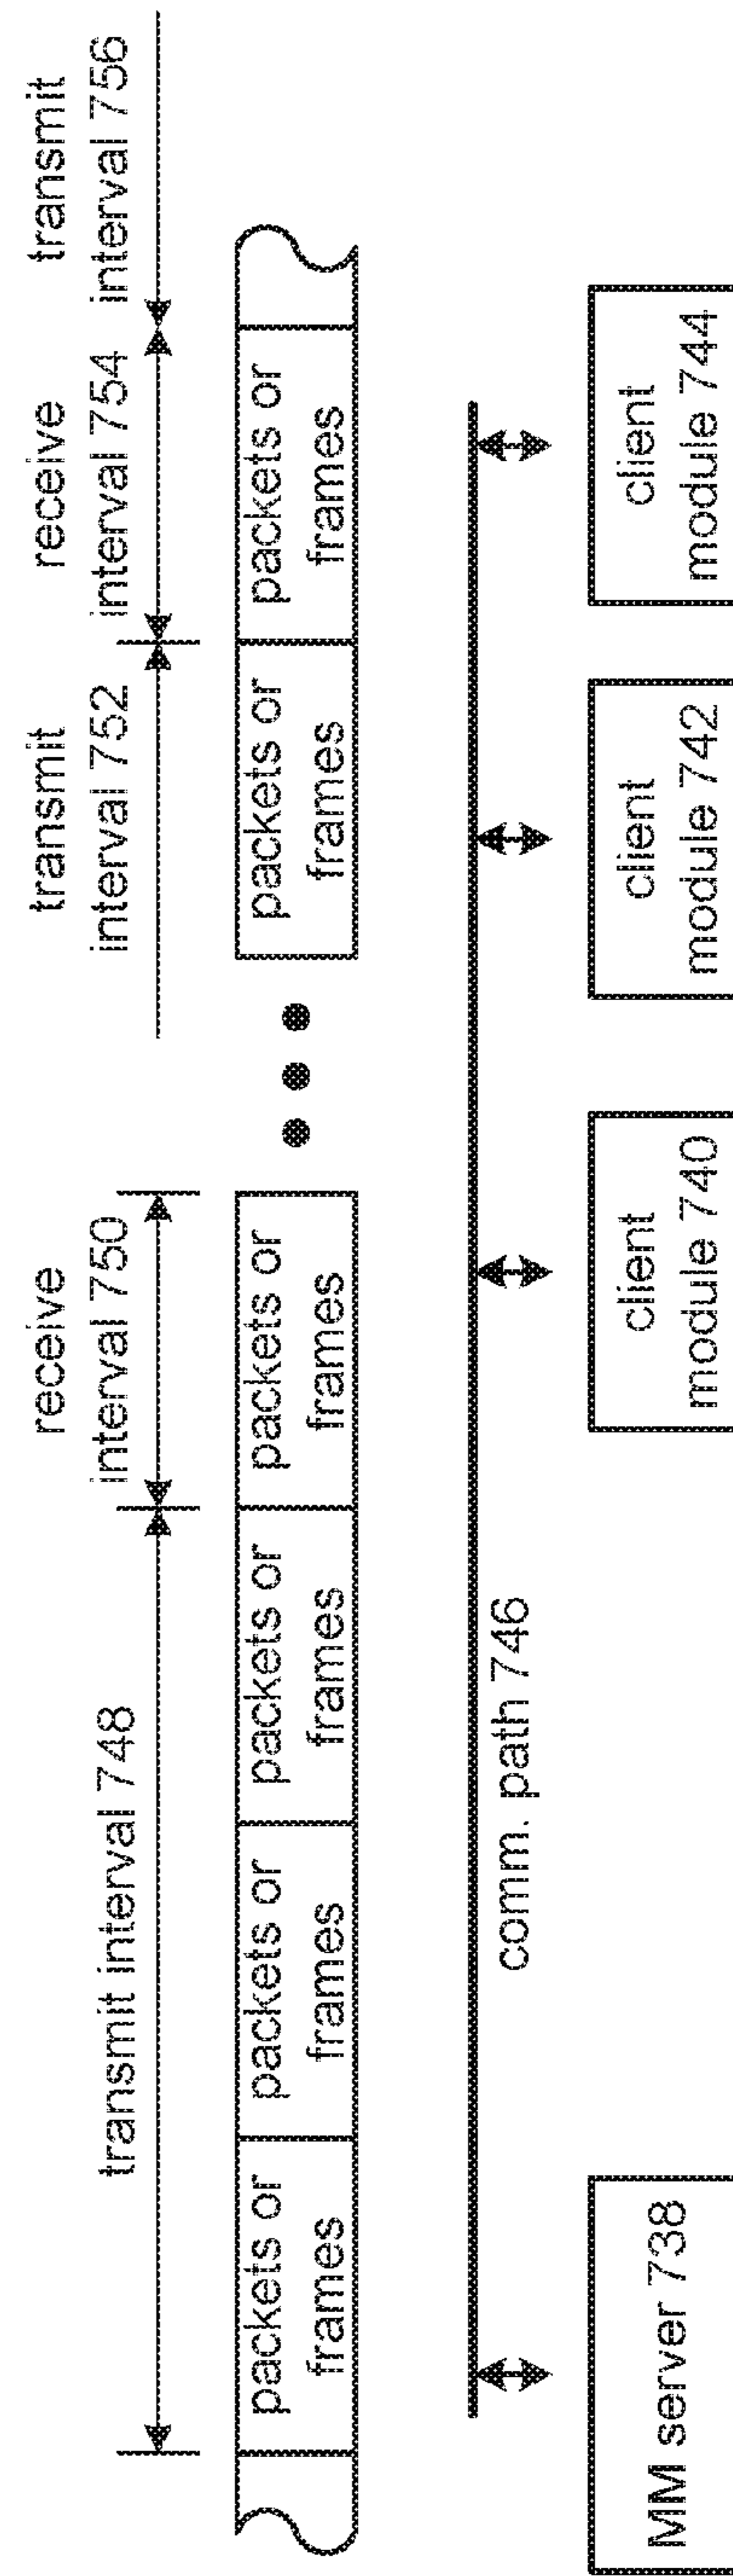 transmit interval 748
receive
interval 750
transmit
interval 752
receive
interval 754
transmit
interval 756
packets or
frames
packets or
frames
packets or
frames
packets or
frames
packets or
frames
packets or
frames
comm. path 746
MM server 738
client
module 740
client
module 742
client
module 744